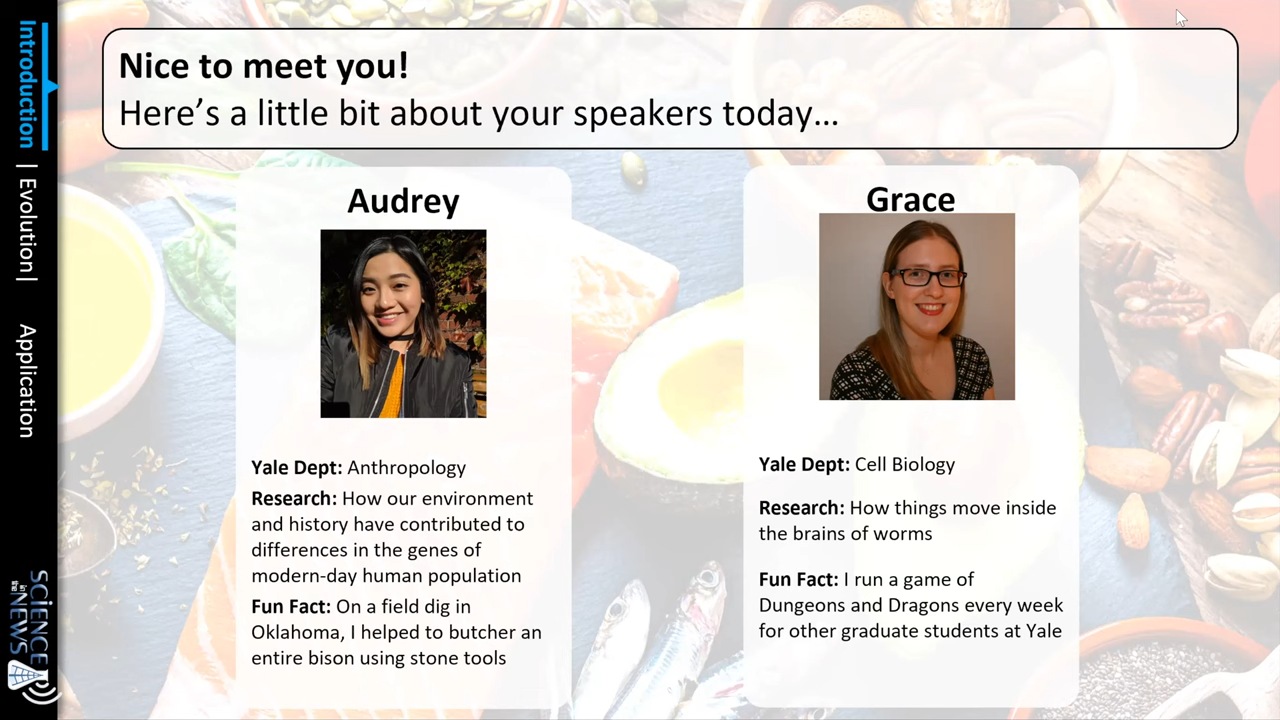 Introduction | Evolution | Application
Nice to meet you!
Here's a little bit about your speakers today...
Audrey
Yale Dept: Anthropology
Research: How our environment
and history have contributed to
differences in the genes of
modern-day human population
Fun Fact: On a field dig in
Oklahoma, I helped to butcher an
entire bison using stone tools
Grace
Yale Dept: Cell Biology
Research: How things move inside
the brains of worms
Fun Fact: I run a game of
Dungeons and Dragons every week
for other graduate students at Yale
SCIENCE
in the
NEWS